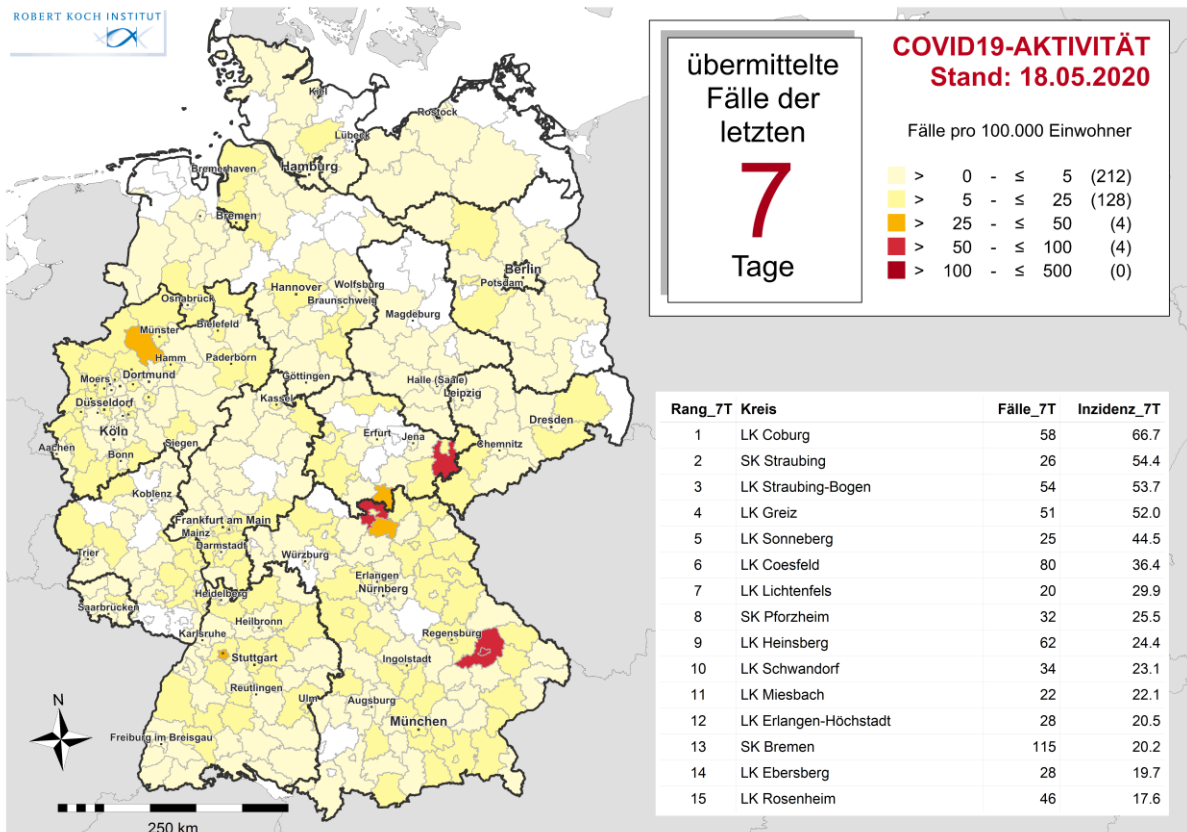 ROBERT KOCH INSTITUT
übermittelte
Fälle der
letzten
7
Tage
COVID19-AKTIVITÄT
Stand: 18.05.2020
Fälle pro 100.000 Einwohner
> 0 - ≤ 5 (212)
> 5 - ≤ 25 (128)
> 25 - ≤ 50 (4)
> 50 - ≤ 100 (4)
> 100 - ≤ 500 (0)
Kiel
Rostock
Lübeck
Bremerhaven
Hamburg
Bremen
Berlin
Potsdam
Wolfsburg
Hannover
Braunschweig
Osnabrück
Magdeburg
Münster
Bielefeld
Hamm
Paderborn
Moers
Dortmund
Göttingen
Halle (Saale)
Leipzig
Düsseldorf
Kassel
Dresden
Köln
Erfurt
Jena
Chemnitz
Aachen
Siegen
Bonn
Koblenz
Frankfurt am Main
Mainz
Darmstadt
Trier
Würzburg
Erlangen
Nürnberg
Heidelberg
Saarbrücken
Heilbronn
Karlsruhe
Regensburg
Stuttgart
Ingolstadt
Reutlingen
Ulm
Augsburg
München
Freiburg im Breisgau
N
250 km
Rang_7T Kreis Fälle_7T Inzidenz_7T
1 LK Coburg 58 66.7
2 SK Straubing 26 54.4
3 LK Straubing-Bogen 54 53.7
4 LK Greiz 51 52.0
5 LK Sonneberg 25 44.5
6 LK Coesfeld 80 36.4
7 LK Lichtenfels 20 29.9
8 SK Pforzheim 32 25.5
9 LK Heinsberg 62 24.4
10 LK Schwandorf 34 23.1
11 LK Miesbach 22 22.1
12 LK Erlangen-Höchstadt 28 20.5
13 SK Bremen 115 20.2
14 LK Ebersberg 28 19.7
15 LK Rosenheim 46 17.6